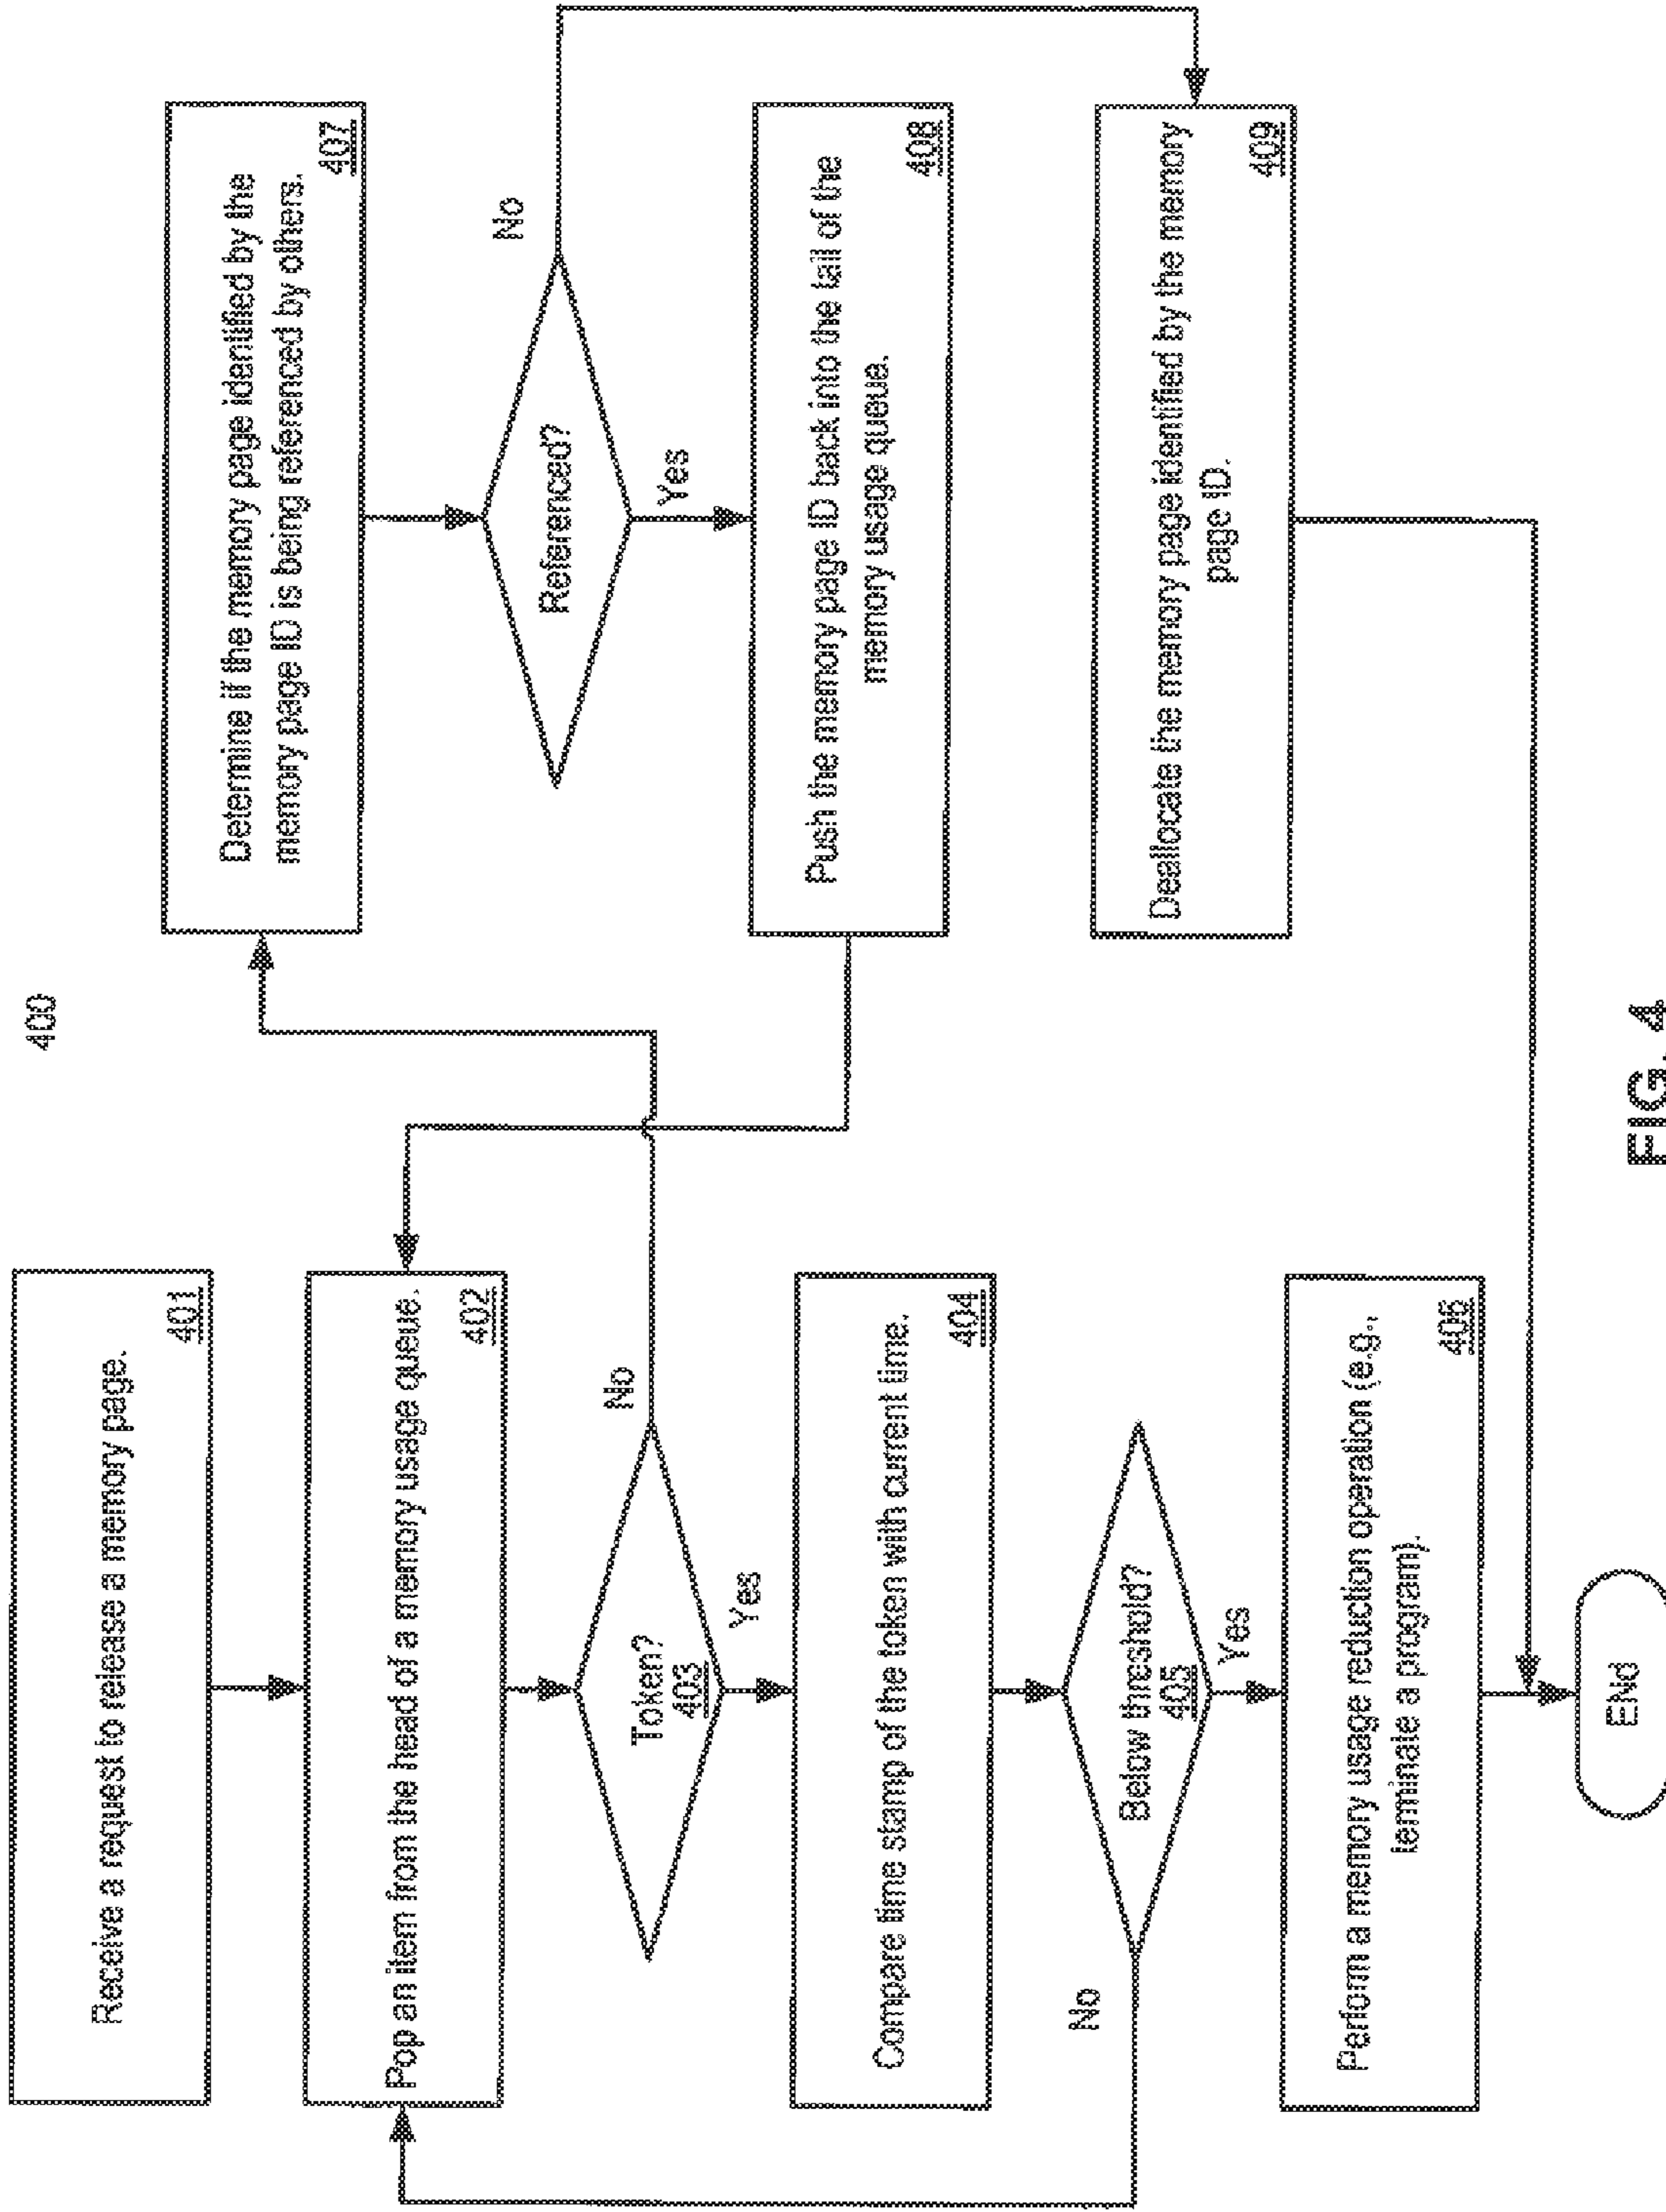 400
Receive a request to release a memory page.
401
Pop an item from the head of a memory usage queue.
402
Token?
403
No
Yes
Compare time stamp of the token with current time.
404
Below threshold?
405
No
Yes
Perform a memory usage reduction operation (e.g.,
terminate a program).
406
ENd
Determine if the memory page identified by the
memory page ID is being referenced by others.
407
Referenced?
No
Yes
Push the memory page ID back into the tail of the
memory usage queue.
408
Deallocate the memory page identified by the memory
page ID.
409
FIG. 4